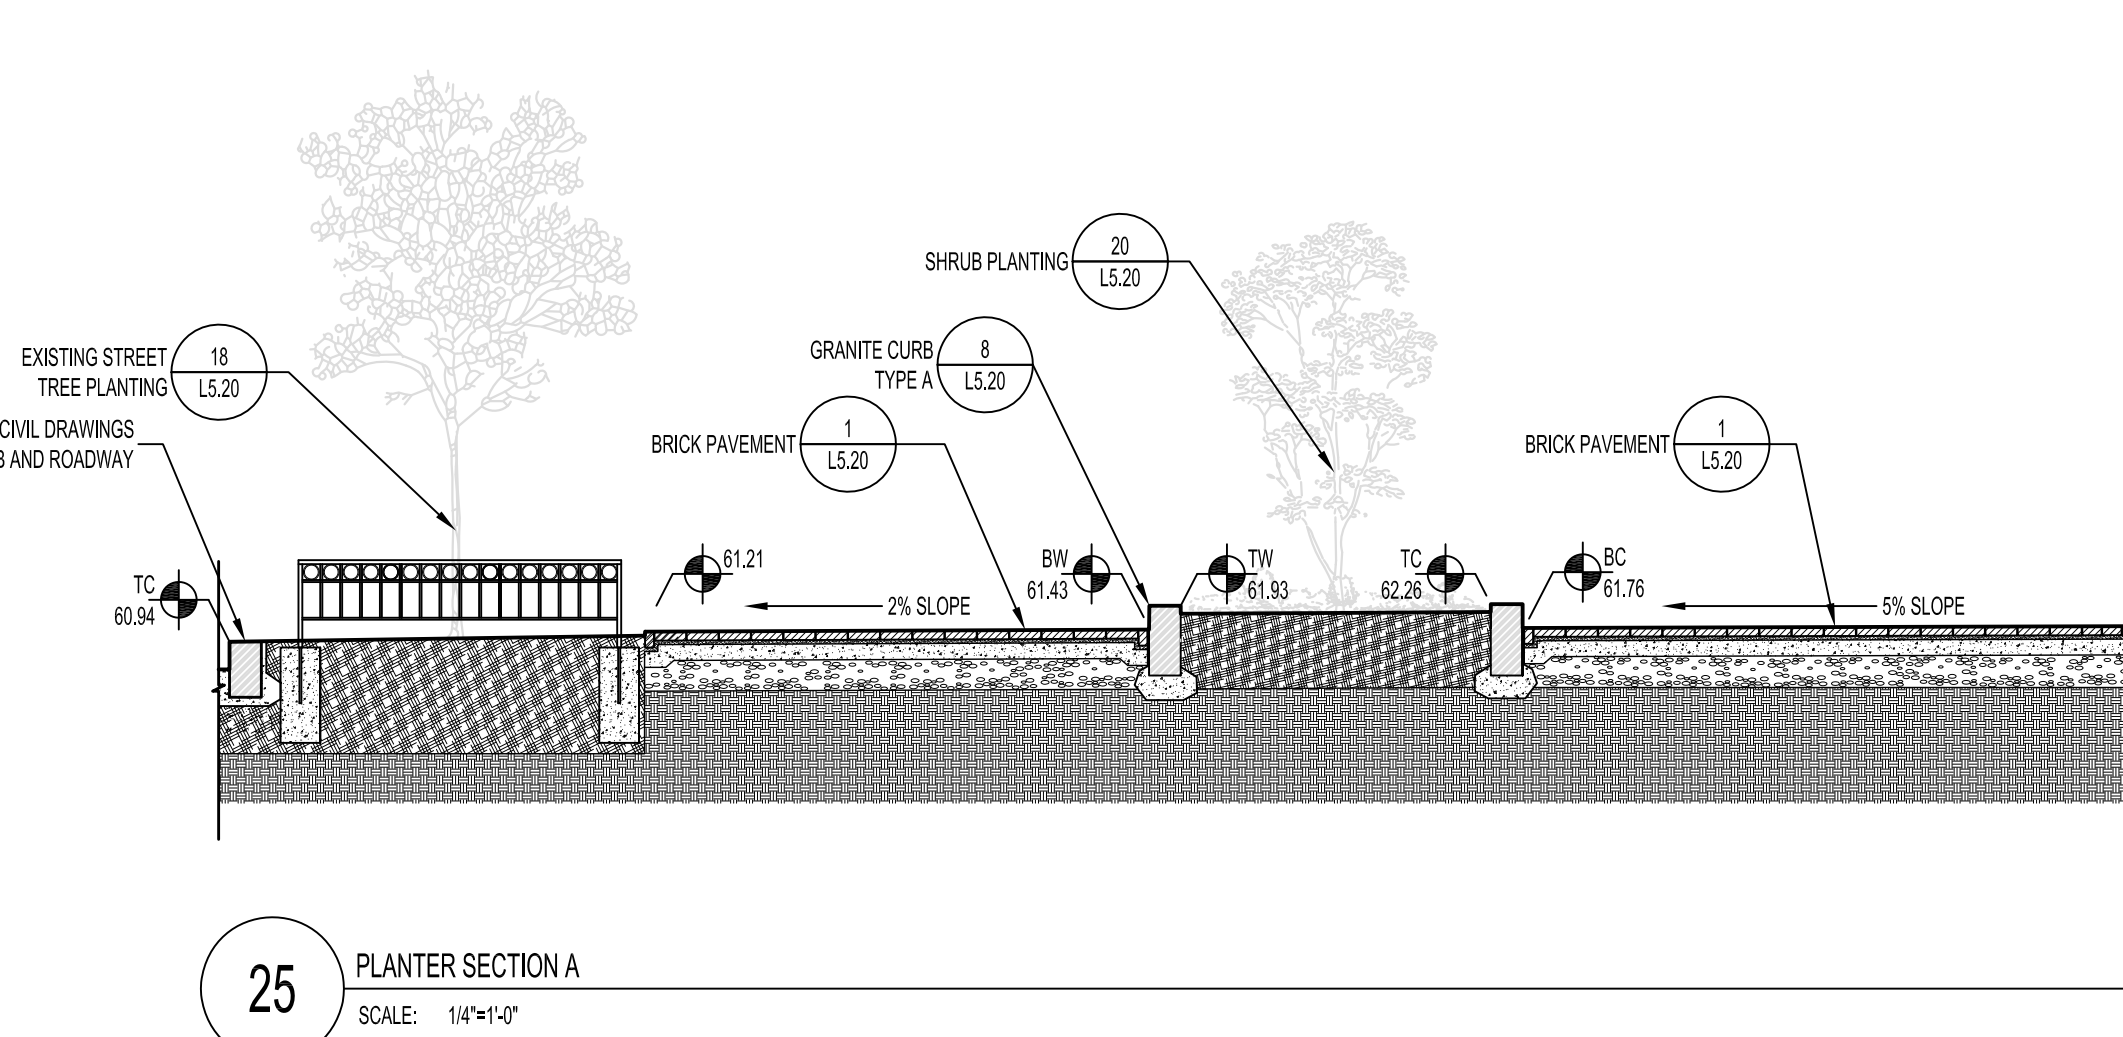 SHRUB PLANTING
20
L5.20
GRANITE CURB
TYPE A
8
L5.20
EXISTING STREET
TREE PLANTING
18
L5.20
CIVIL DRAWINGS
AND ROADWAY
BRICK PAVEMENT
1
L5.20
BRICK PAVEMENT
1
L5.20
TC
60.94
61.21
2% SLOPE
BW
61.43
TW
61.93
TC
62.26
BC
61.76
5% SLOPE
25
PLANTER SECTION A
SCALE: 1/4"=1'-0"